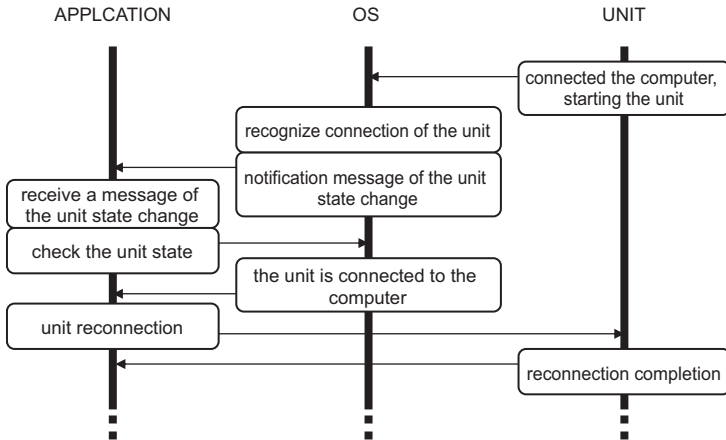 APPLCATION
OS
UNIT
connected the computer,
starting the unit
recognize connection of the unit
notification message of the unit
state change
receive a message of
the unit state change
check the unit state
the unit is connected to the
computer
unit reconnection
reconnection completion